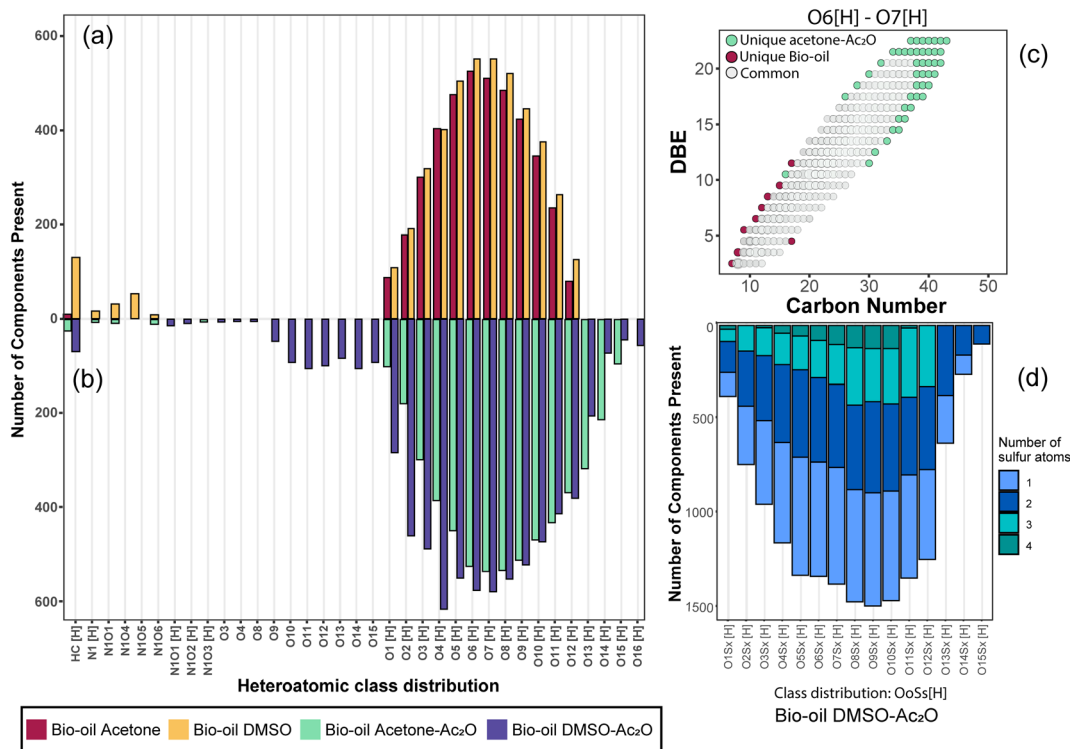 (a)
600
400
200
0
200
400
600
Number of Components Present
(b)
HC [H]
N1 [H]
N1O1
N1O4
N1O5
N1O6
N1O1 [H]
N1O2 [H]
N1O3 [H]
O3
O4
O8
O9
O10
O11
O12
O13
O14
O15
O1 [H]
O2 [H]
O3 [H]
O4 [H]
O5 [H]
O6 [H]
O7 [H]
O8 [H]
O9 [H]
O10 [H]
O11 [H]
O12 [H]
O13 [H]
O14 [H]
O15 [H]
O16 [H]
Heteroatomic class distribution
Bio-oil Acetone
Bio-oil DMSO
Bio-oil Acetone-Ac₂O
Bio-oil DMSO-Ac₂O
O6[H] - O7[H]
Unique acetone-Ac₂O
Unique Bio-oil
Common
(c)
DBE
20
15
10
5
10
20
30
40
50
Carbon Number
0
500
1000
1500
Number of Components Present
(d)
Number of
sulfur atoms
1
2
3
4
O1Sx [H]
O2Sx [H]
O3Sx [H]
O4Sx [H]
O5Sx [H]
O6Sx [H]
O7Sx [H]
O8Sx [H]
O9Sx [H]
O10Sx [H]
O11Sx [H]
O12Sx [H]
O13Sx [H]
O14Sx [H]
O15Sx [H]
Class distribution: OoSs[H]
Bio-oil DMSO-Ac₂O